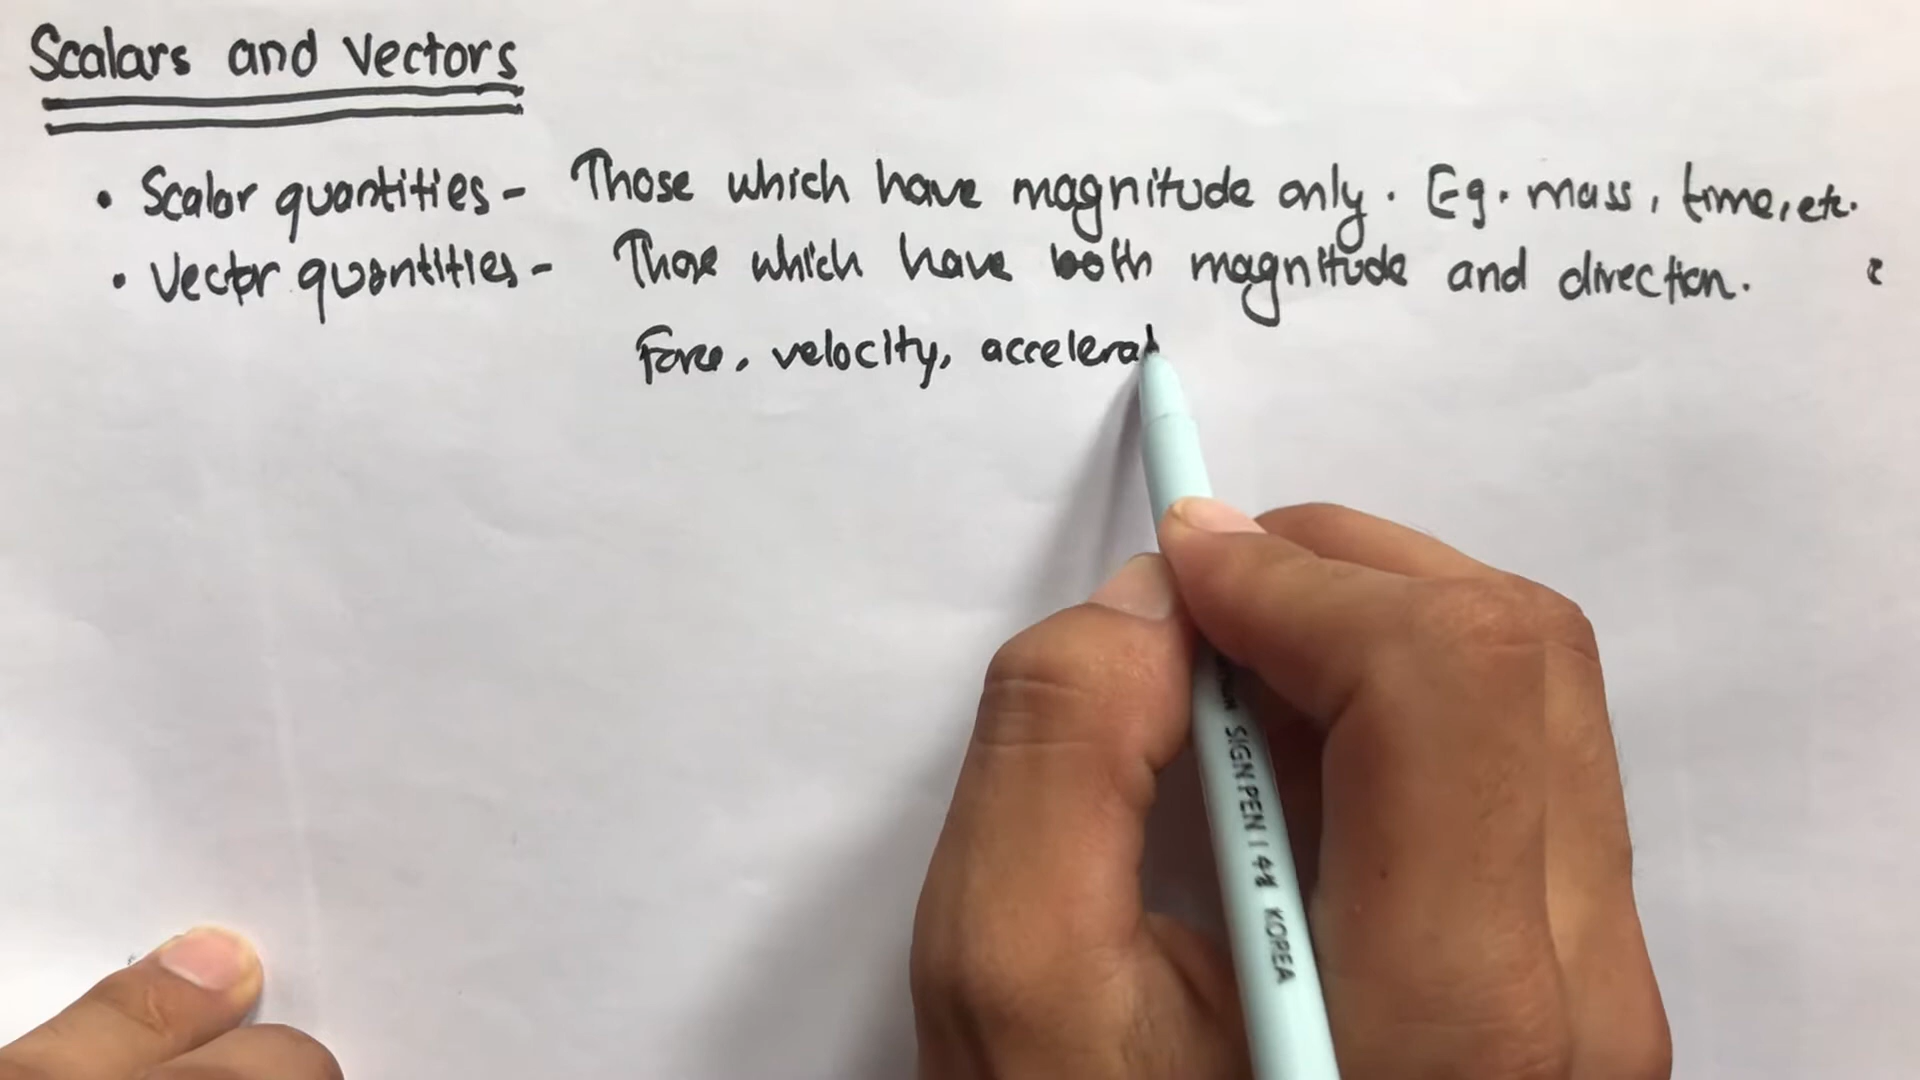 Scalars and Vectors
• Scalar quantities - Those which have magnitude only. Eg. mass, time, etc.
• Vector quantities - Those which have both magnitude and direction.
Force, velocity, accelerat
SIGN PEN KOREA